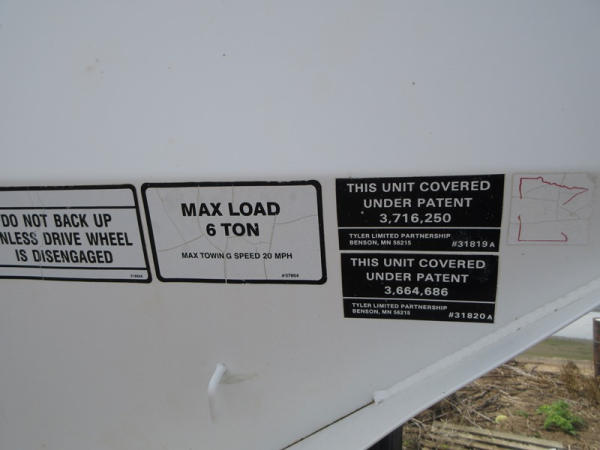 DO NOT BACK UP
NLESS DRIVE WHEEL
IS DISENGAGED
MAX LOAD
6 TON
MAX TOWING SPEED 20 MPH
THIS UNIT COVERED
UNDER PATENT
3,716,250
TYLER LIMITED PARTNERSHIP
BENSON, MN 56215
#31819A
THIS UNIT COVERED
UNDER PATENT
3,664,686
TYLER LIMITED PARTNERSHIP
BENSON, MN 56215
#31820A